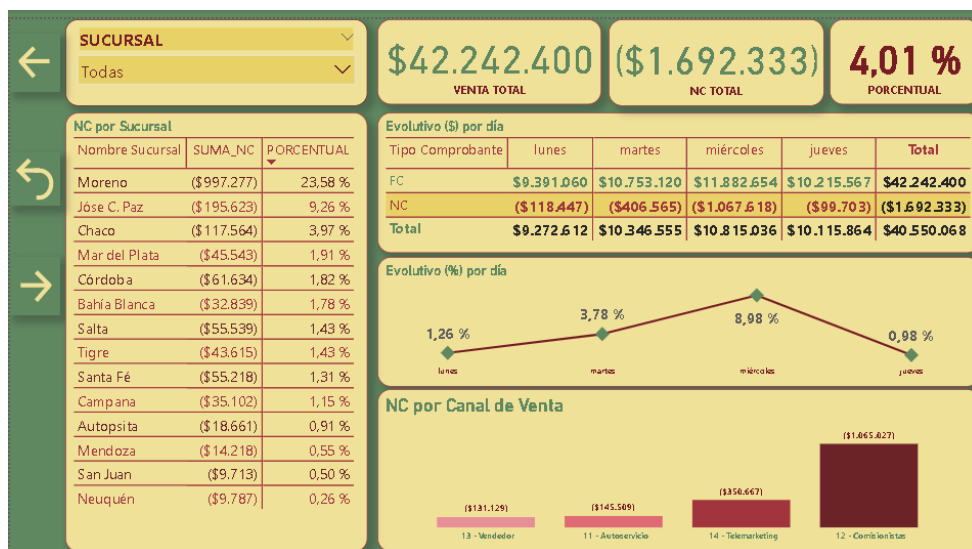 SUCURSAL
Todas
$42.242.400
VENTA TOTAL
($1.692.333)
NC TOTAL
4,01 %
PORCENTUAL
NC por Sucursal
Nombre Sucursal SUMA_NC PORCENTUAL
Moreno ($997.277) 23,58 %
Jóse C. Paz ($195.623) 9,26 %
Chaco ($117.564) 3,97 %
Mar del Plata ($45.543) 1,91 %
Córdoba ($61.634) 1,82 %
Bahía Blanca ($32.839) 1,78 %
Salta ($55.539) 1,43 %
Tigre ($43.615) 1,43 %
Santa Fé ($55.218) 1,31 %
Campana ($35.102) 1,15 %
Autopsita ($18.661) 0,91 %
Mendoza ($14.218) 0,55 %
San Juan ($9.713) 0,50 %
Neuquén ($9.787) 0,26 %
Evolutivo ($) por día
Tipo Comprobante lunes martes miércoles jueves Total
FC $9.391.060 $10.753.120 $11.882.654 $10.215.567 $42.242.400
NC ($118.447) ($406.565) ($1.067.618) ($99.703) ($1.692.333)
Total $9.272.612 $10.346.555 $10.815.036 $10.115.864 $40.550.068
Evolutivo (%) por día
1,26 % 3,78 % 8,98 % 0,98 %
lunes martes miércoles jueves
NC por Canal de Venta
($131.129) ($145.509) ($350.667) ($1.065.027)
13 - Vendedor 11 - Autoservicio 14 - Telemarketing 12 - Comisionistas